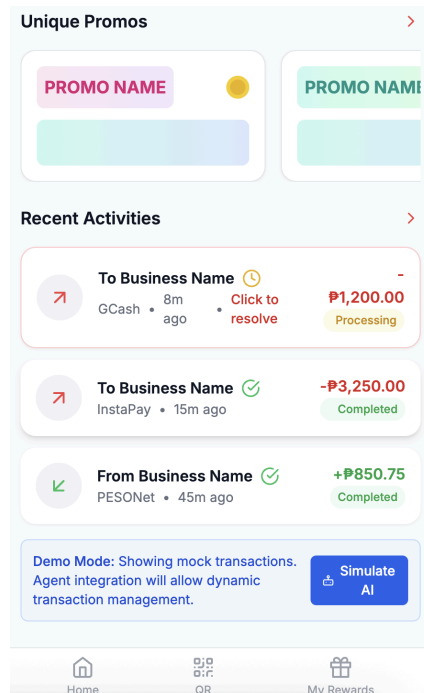 Unique Promos
PROMO NAME
PROMO NAME
Recent Activities
To Business Name
-
₱1,200.00
GCash • 8m ago • Click to resolve
Processing
To Business Name
-₱3,250.00
InstaPay • 15m ago
Completed
From Business Name
+₱850.75
PESONet • 45m ago
Completed
Demo Mode: Showing mock transactions.
Agent integration will allow dynamic
transaction management.
Simulate
AI
Home
QR
My Rewards